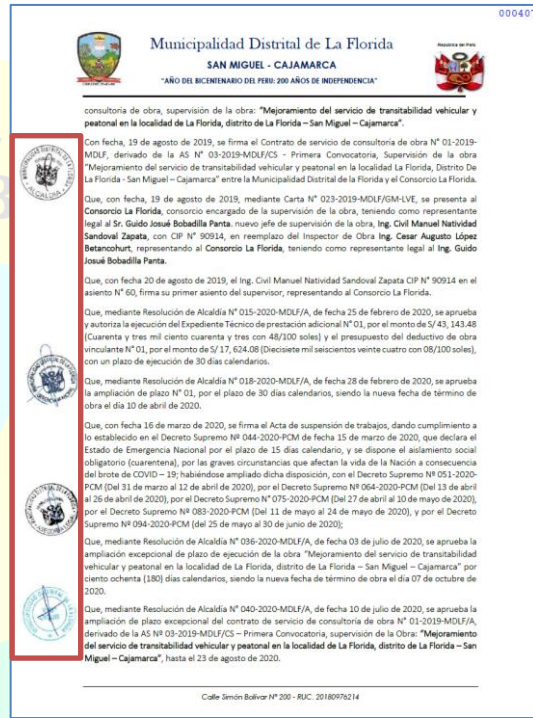 000407
Municipalidad Distrital de La Florida
República del Perú
SAN MIGUEL - CAJAMARCA
"AÑO DEL BICENTENARIO DEL PERU: 200 AÑOS DE INDEPENDENCIA"
consultoría de obra, supervisión de la obra: "Mejoramiento del servicio de transitabilidad vehicular y
peatonal en la localidad de La Florida, distrito de La Florida – San Miguel – Cajamarca".
Con fecha, 19 de agosto de 2019, se firma el Contrato de servicio de consultoría de obra N° 01-2019-
MDLF, derivado de la AS N° 03-2019-MDLF/CS - Primera Convocatoria, Supervisión de la obra
"Mejoramiento del servicio de transitabilidad vehicular y peatonal en la localidad La Florida, Distrito De
La Florida - San Miguel – Cajamarca" entre la Municipalidad Distrital de la Florida y el Consorcio La Florida.
Que, con fecha, 19 de agosto de 2019, mediante Carta N° 023-2019-MDLF/GM-LVE, se presenta al
Consorcio La Florida, consorcio encargado de la supervisión de la obra, teniendo como representante
legal al Sr. Guido Josué Bobadilla Panta. nuevo jefe de supervisión de la obra, Ing. Civil Manuel Natividad
Sandoval Zapata, con CIP N° 90914, en reemplazo del Inspector de Obra Ing. Cesar Augusto López
Betancohurt, representando al Consorcio La Florida, teniendo como representante legal al Ing. Guido
Josué Bobadilla Panta.
Que, con fecha 20 de agosto de 2019, el Ing. Civil Manuel Natividad Sandoval Zapata CIP N° 90914 en el
asiento N° 60, firma su primer asiento del supervisor, representando al Consorcio La Florida.
Que, mediante Resolución de Alcaldía N° 015-2020-MDLF/A, de fecha 25 de febrero de 2020, se aprueba
y autoriza la ejecución del Expediente Técnico de prestación adicional N° 01, por el monto de S/ 43, 143.48
(Cuarenta y tres mil ciento cuarenta y tres con 48/100 soles) y el presupuesto del deductivo de obra
vinculante N° 01, por el monto de S/ 17, 624.08 (Diecisiete mil seiscientos veinte cuatro con 08/100 soles),
con un plazo de ejecución de 30 días calendarios.
Que, mediante Resolución de Alcaldía N° 018-2020-MDLF/A, de fecha 28 de febrero de 2020, se aprueba
la ampliación de plazo N° 01, por el plazo de 30 días calendarios, siendo la nueva fecha de término de
obra el día 10 de abril de 2020.
Que, con fecha 16 de marzo de 2020, se firma el Acta de suspensión de trabajos, dando cumplimiento a
lo establecido en el Decreto Supremo Nº 044-2020-PCM de fecha 15 de marzo de 2020, que declara el
Estado de Emergencia Nacional por el plazo de 15 días calendario, y se dispone el aislamiento social
obligatorio (cuarentena), por las graves circunstancias que afectan la vida de la Nación a consecuencia
del brote de COVID – 19; habiéndose ampliado dicha disposición, con el Decreto Supremo Nº 051-2020-
PCM (Del 31 de marzo al 12 de abril de 2020), por el Decreto Supremo Nº 064-2020-PCM (Del 13 de abril
al 26 de abril de 2020), por el Decreto Supremo N° 075-2020-PCM (Del 27 de abril al 10 de mayo de 2020),
por el Decreto Supremo Nº 083-2020-PCM (Del 11 de mayo al 24 de mayo de 2020), y por el Decreto
Supremo Nº 094-2020-PCM (del 25 de mayo al 30 de junio de 2020);
Que, mediante Resolución de Alcaldía N° 036-2020-MDLF/A, de fecha 03 de julio de 2020, se aprueba la
ampliación excepcional de plazo de ejecución de la obra "Mejoramiento del servicio de transitabilidad
vehicular y peatonal en la localidad de La Florida, distrito de La Florida – San Miguel – Cajamarca" por
ciento ochenta (180) días calendarios, siendo la nueva fecha de término de obra el día 07 de octubre de
2020.
Que, mediante Resolución de Alcaldía N° 040-2020-MDLF/A, de fecha 10 de julio de 2020, se aprueba la
ampliación de plazo excepcional del contrato de servicio de consultoría de obra N° 01-2019-MDLF/A,
derivado de la AS Nº 03-2019-MDLF/CS – Primera Convocatoria, supervisión de la Obra: "Mejoramiento
del servicio de transitabilidad vehicular y peatonal en la localidad de La Florida, distrito de La Florida – San
Miguel – Cajamarca", hasta el 23 de agosto de 2020.
Calle Simón Bolívar N° 200 - RUC. 20180976214
ALCALDIA